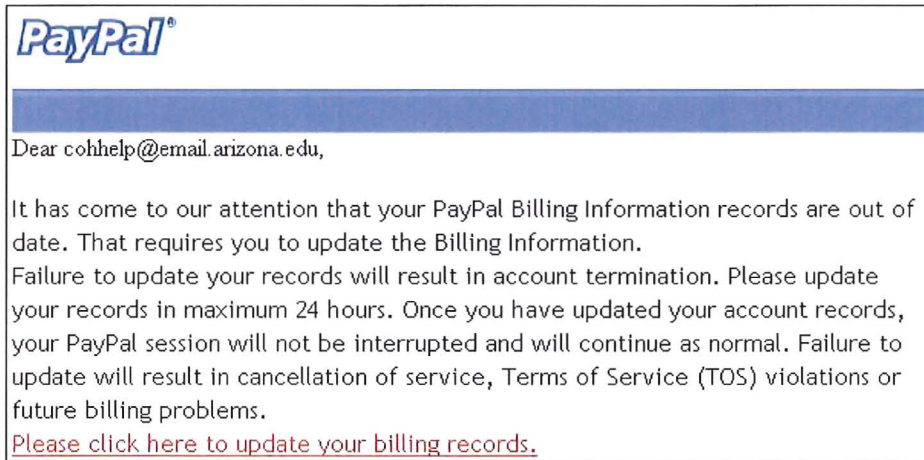 PayPal®
Dear cohhelp@email.arizona.edu,
It has come to our attention that your PayPal Billing Information records are out of
date. That requires you to update the Billing Information.
Failure to update your records will result in account termination. Please update
your records in maximum 24 hours. Once you have updated your account records,
your PayPal session will not be interrupted and will continue as normal. Failure to
update will result in cancellation of service, Terms of Service (TOS) violations or
future billing problems.
Please click here to update your billing records.